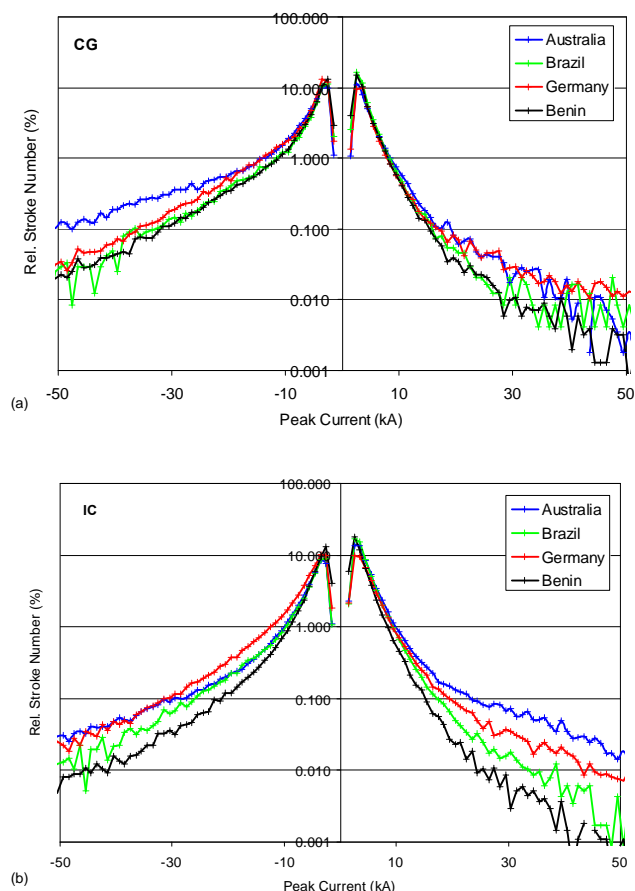 (a)
CG
Rel. Stroke Number (%)
100.000
10.000
1.000
0.100
0.010
0.001
Australia
Brazil
Germany
Benin
-50 -30 -10 10 30 50
Peak Current (kA)
(b)
IC
Rel. Stroke Number (%)
100.000
10.000
1.000
0.100
0.010
0.001
Australia
Brazil
Germany
Benin
-50 -30 -10 10 30 50
Peak Current (kA)